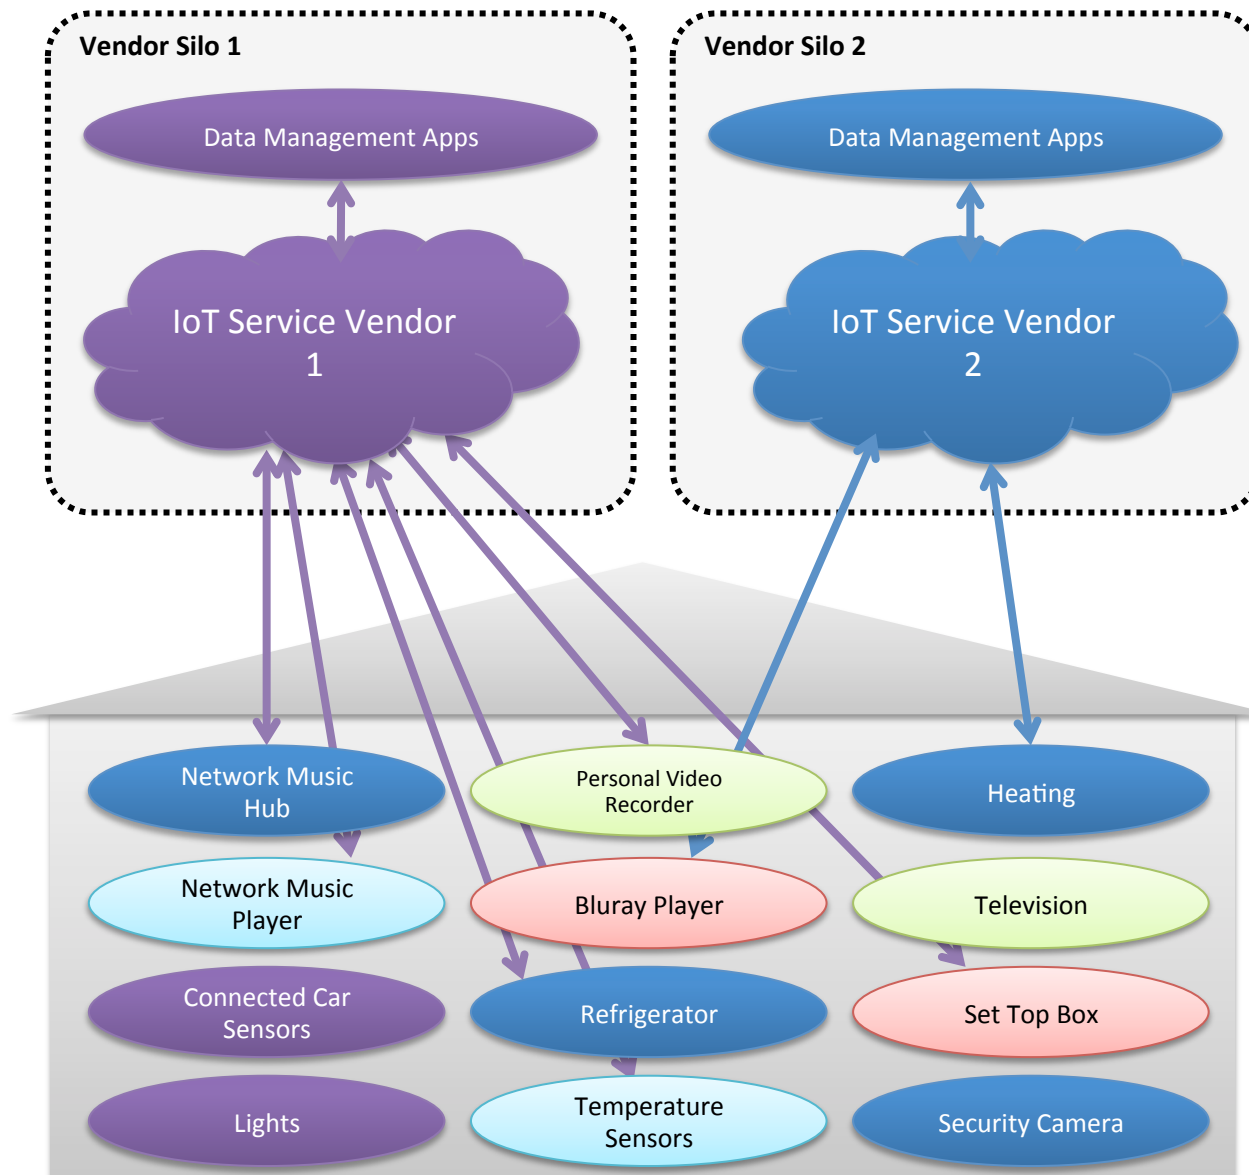 Vendor Silo 1
Vendor Silo 2
Data Management Apps
Data Management Apps
IoT Service Vendor
1
IoT Service Vendor
2
Network Music
Hub
Personal Video
Recorder
Heating
Network Music
Player
Bluray Player
Television
Connected Car
Sensors
Refrigerator
Set Top Box
Lights
Temperature
Sensors
Security Camera